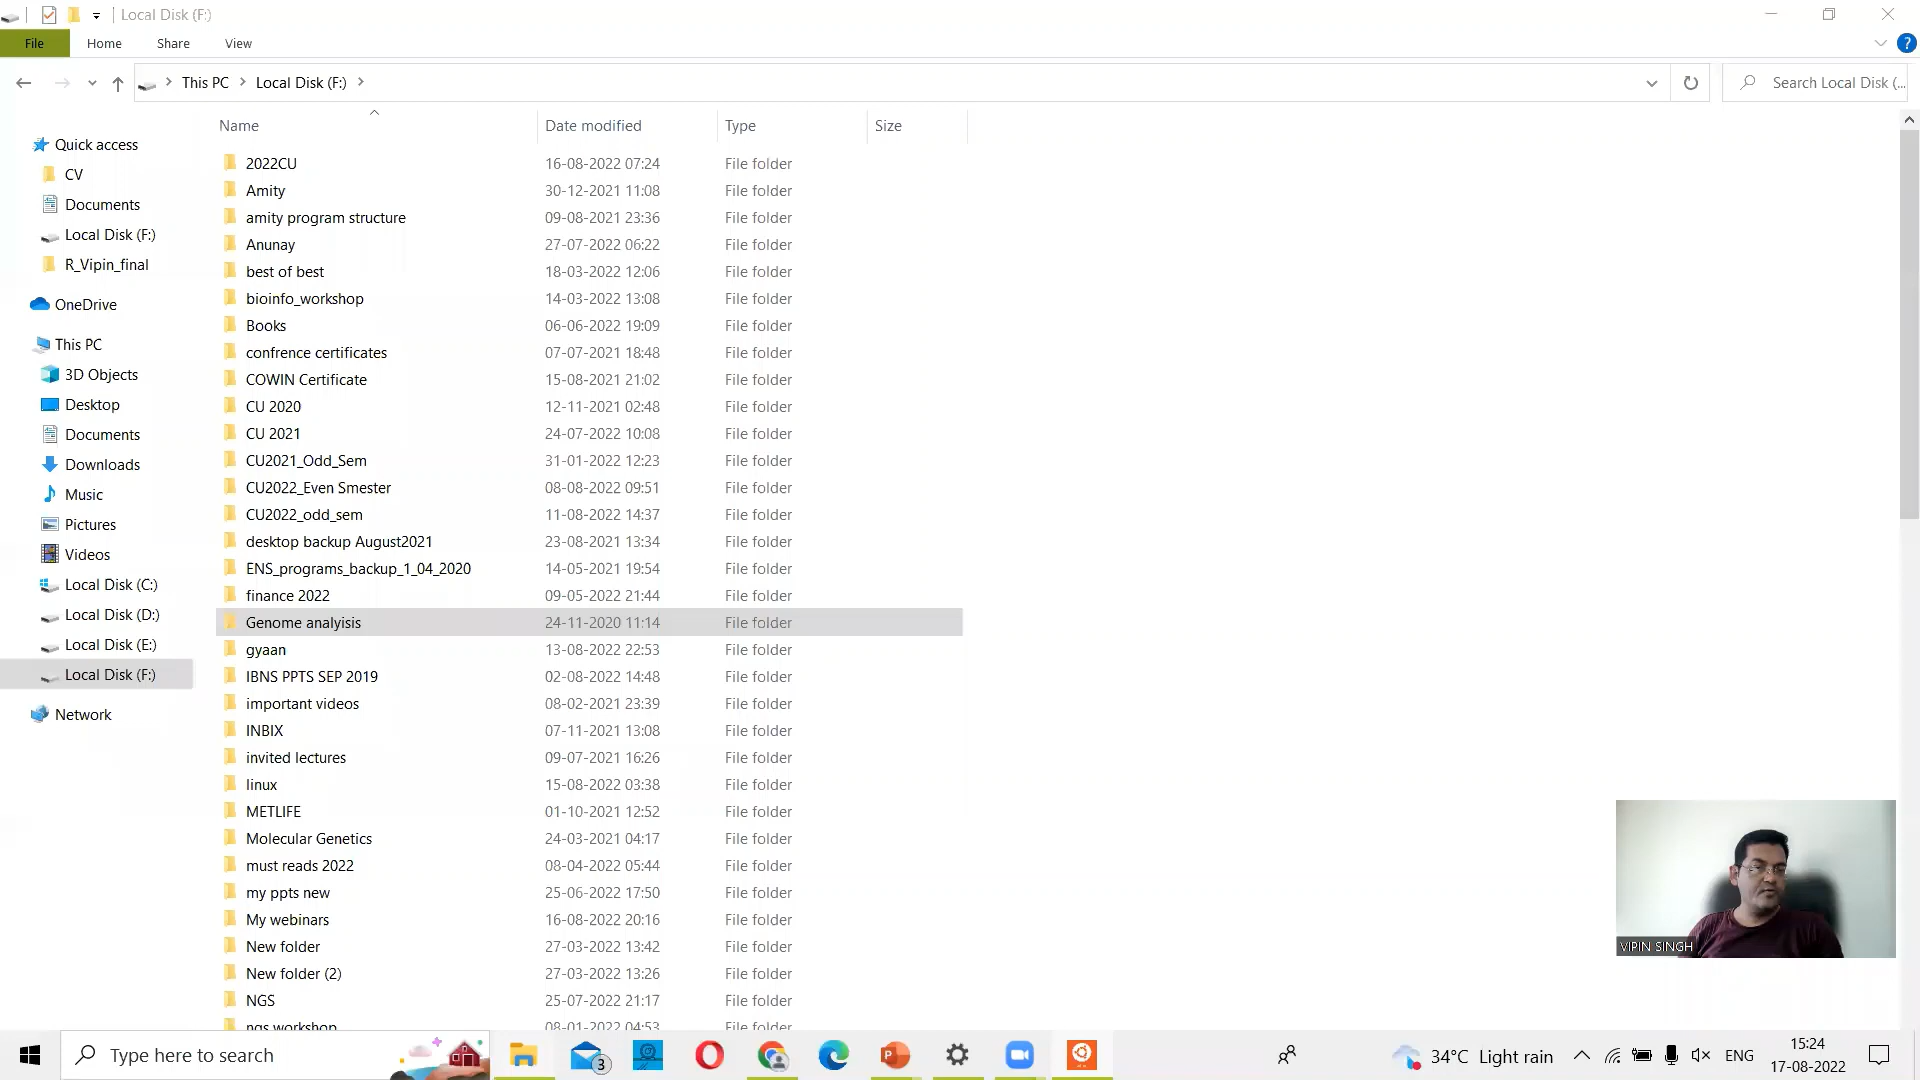 Local Disk (F:)
File Home Share View ?
This PC Local Disk (F:) Search Local Disk (...
Name Date modified Type Size
Quick access
CV
Documents
Local Disk (F:)
R_Vipin_final
OneDrive
This PC
3D Objects
Desktop
Documents
Downloads
Music
Pictures
Videos
Local Disk (C:)
Local Disk (D:)
Local Disk (E:)
Local Disk (F:)
Network
2022CU 16-08-2022 07:24 File folder
Amity 30-12-2021 11:08 File folder
amity program structure 09-08-2021 23:36 File folder
Anunay 27-07-2022 06:22 File folder
best of best 18-03-2022 12:06 File folder
bioinfo_workshop 14-03-2022 13:08 File folder
Books 06-06-2022 19:09 File folder
confrence certificates 07-07-2021 18:48 File folder
COWIN Certificate 15-08-2021 21:02 File folder
CU 2020 12-11-2021 02:48 File folder
CU 2021 24-07-2022 10:08 File folder
CU2021_Odd_Sem 31-01-2022 12:23 File folder
CU2022_Even Smester 08-08-2022 09:51 File folder
CU2022_odd_sem 11-08-2022 14:37 File folder
desktop backup August2021 23-08-2021 13:34 File folder
ENS_programs_backup_1_04_2020 14-05-2021 19:54 File folder
finance 2022 09-05-2022 21:44 File folder
Genome analyisis 24-11-2020 11:14 File folder
gyaan 13-08-2022 22:53 File folder
IBNS PPTS SEP 2019 02-08-2022 14:48 File folder
important videos 08-02-2021 23:39 File folder
INBIX 07-11-2021 13:08 File folder
invited lectures 09-07-2021 16:26 File folder
linux 15-08-2022 03:38 File folder
METLIFE 01-10-2021 12:52 File folder
Molecular Genetics 24-03-2021 04:17 File folder
must reads 2022 08-04-2022 05:44 File folder
my ppts new 25-06-2022 17:50 File folder
My webinars 16-08-2022 20:16 File folder
New folder 27-03-2022 13:42 File folder
New folder (2) 27-03-2022 13:26 File folder
NGS 25-07-2022 21:17 File folder
ngs workshop 08-01-2022 04:53 File folder
VIPIN SINGH
Type here to search 3 P 34°C Light rain ENG 15:24
17-08-2022